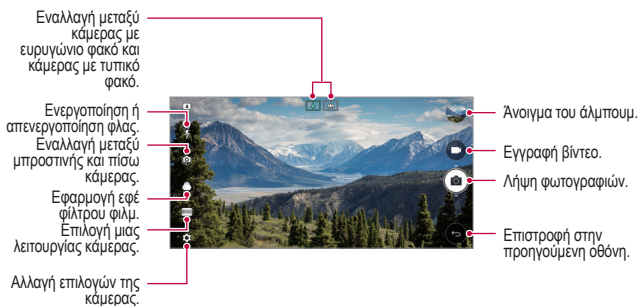 Εναλλαγή μεταξύ
κάμερας με
ευρυγώνιο φακό και
κάμερας με τυπικό
φακό.
Ενεργοποίηση ή
απενεργοποίηση φλας.
Εναλλαγή μεταξύ
μπροστινής και πίσω
κάμερας.
Εφαρμογή εφέ
φίλτρου φιλμ.
Επιλογή μιας
λειτουργίας κάμερας.
Αλλαγή επιλογών της
κάμερας.
Άνοιγμα του άλμπουμ.
Εγγραφή βίντεο.
Λήψη φωτογραφιών.
Επιστροφή στην
προηγούμενη οθόνη.